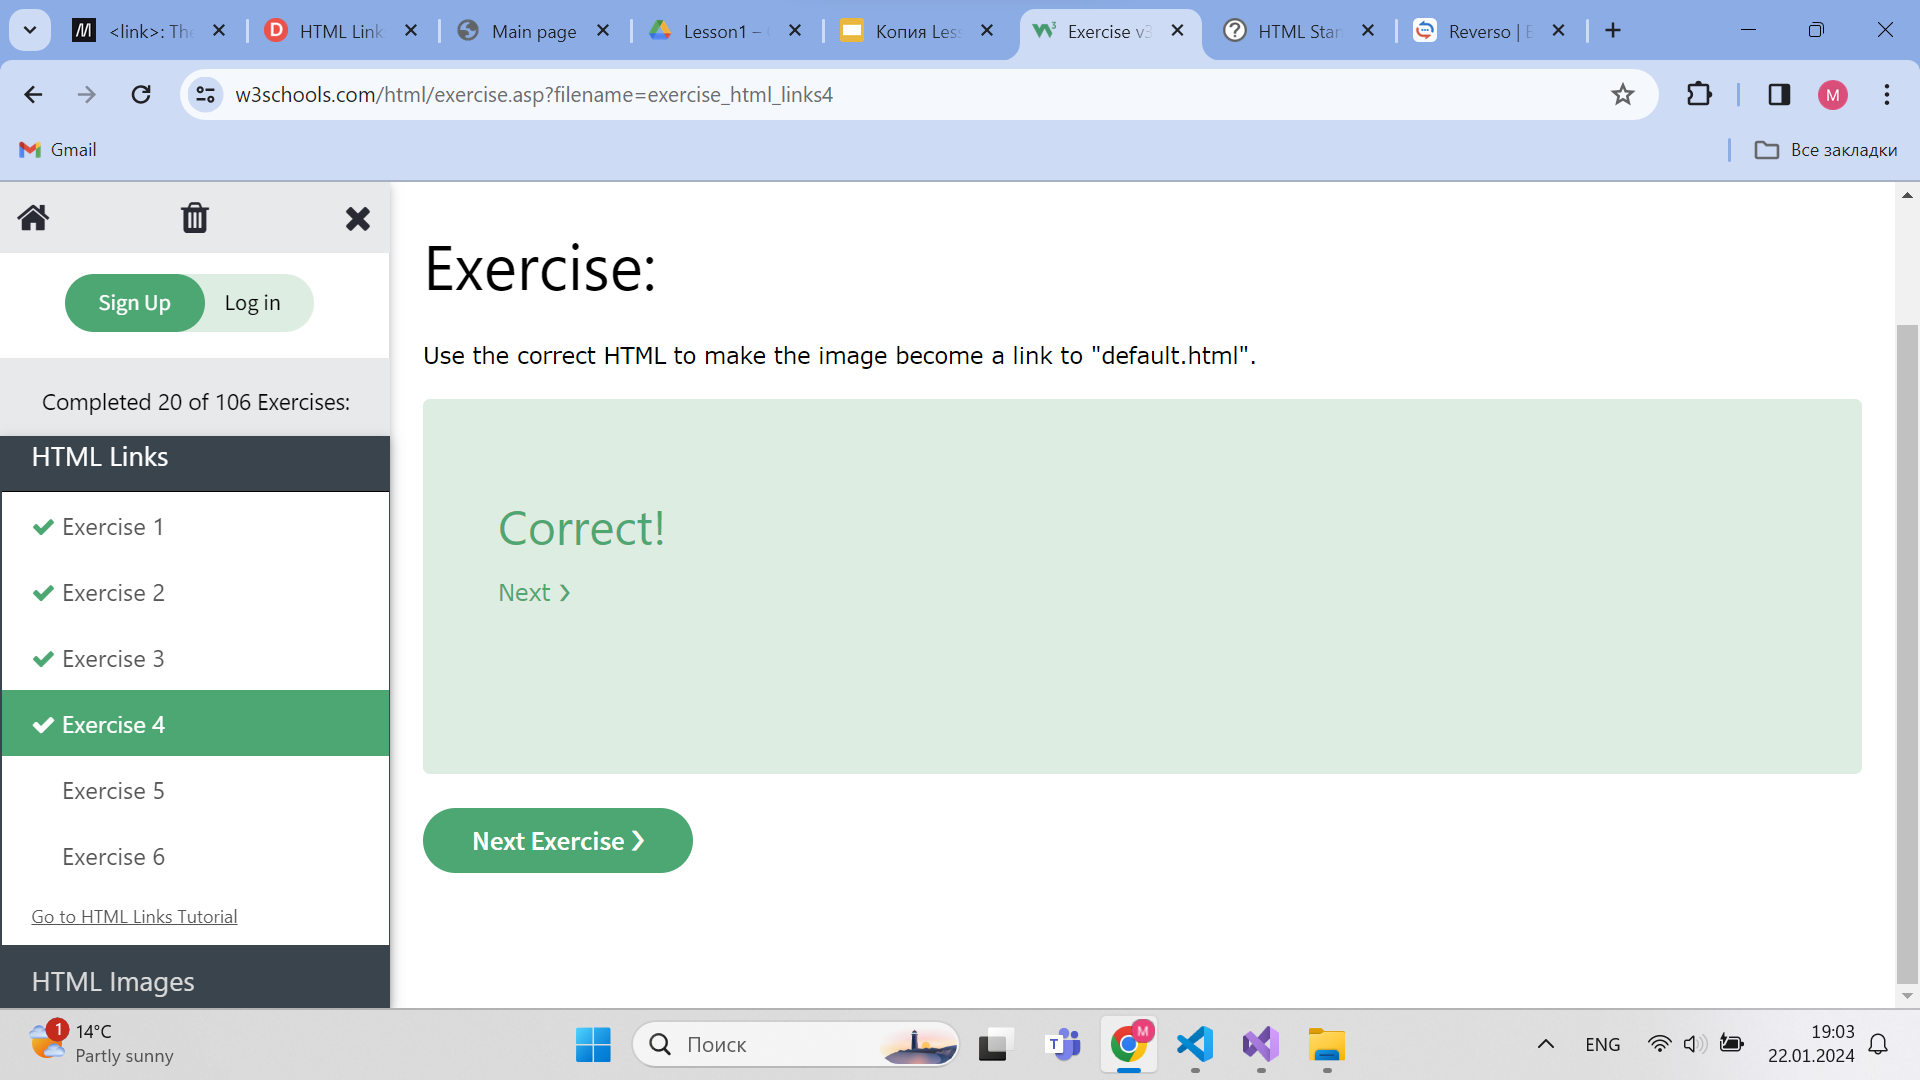 <link>: The
HTML Link
Main page
Lesson1 –
Копия Less
Exercise v3
HTML Star
Reverso | E
w3schools.com/html/exercise.asp?filename=exercise_html_links4
M
Gmail
Все закладки
Sign Up
Log in
Completed 20 of 106 Exercises:
HTML Links
Exercise 1
Exercise 2
Exercise 3
Exercise 4
Exercise 5
Exercise 6
Go to HTML Links Tutorial
HTML Images
Exercise:
Use the correct HTML to make the image become a link to "default.html".
Correct!
Next ❯
Next Exercise ❯
1
14°C
Partly sunny
Поиск
M
ENG
19:03
22.01.2024